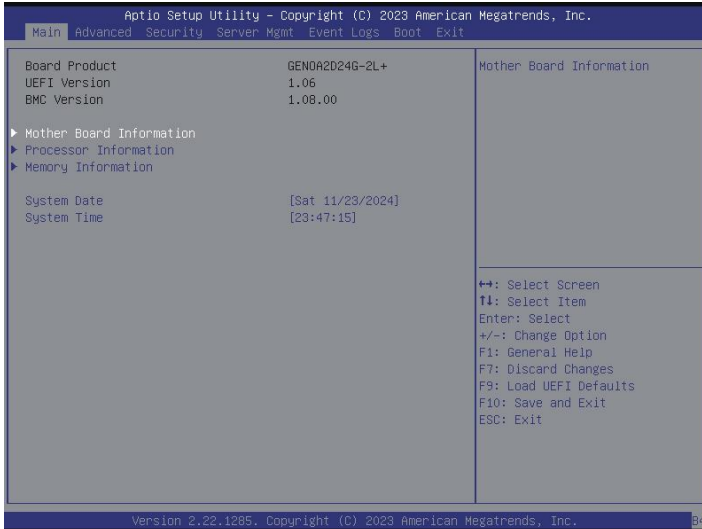 Aptio Setup Utility – Copyright (C) 2023 American Megatrends, Inc.
Main Advanced Security Server Mgmt Event Logs Boot Exit
Board Product GENOA2D24G-2L+
UEFI Version 1.06
BMC Version 1.08.00
Mother Board Information
Processor Information
Memory Information
System Date [Sat 11/23/2024]
System Time [23:47:15]
Mother Board Information
↔: Select Screen
↑↓: Select Item
Enter: Select
+/-: Change Option
F1: General Help
F7: Discard Changes
F9: Load UEFI Defaults
F10: Save and Exit
ESC: Exit
Version 2.22.1285. Copyright (C) 2023 American Megatrends, Inc.